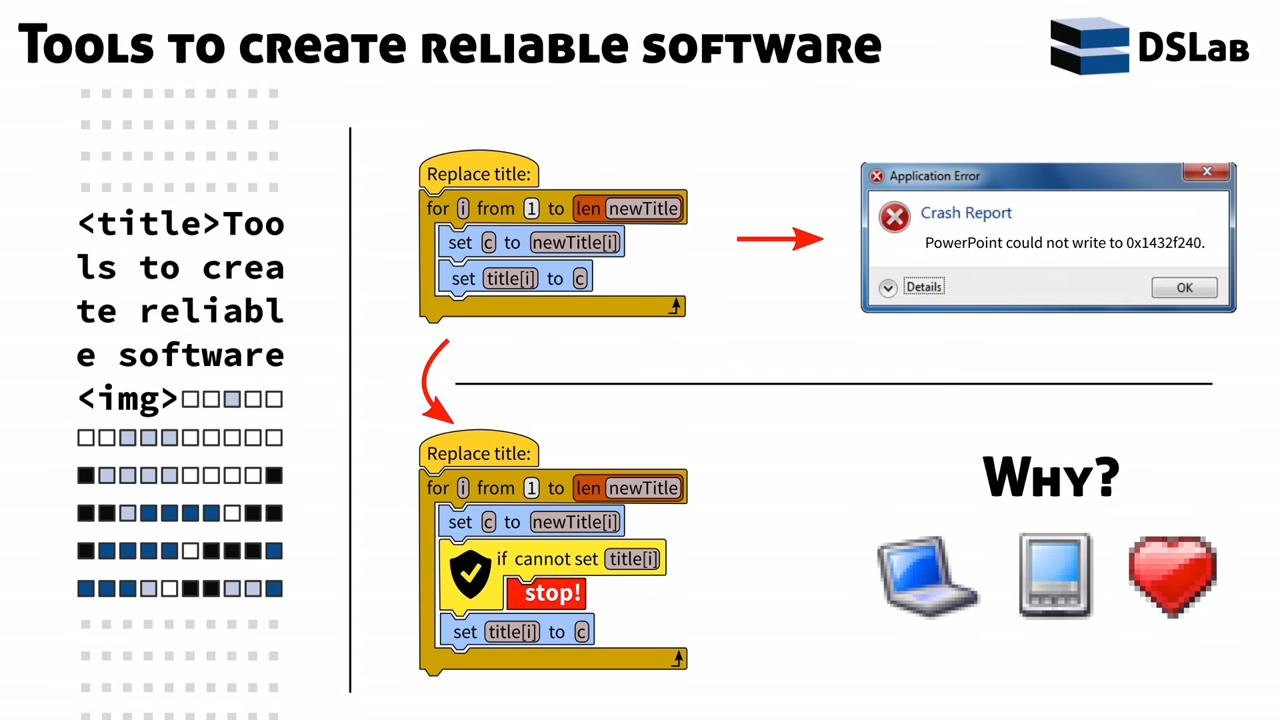 Tools to create reliable software
DSLab
<title>Too
ls to crea
te reliabl
e software
<img>
Replace title:
for i from 1 to len newTitle
set c to newTitle[i]
set title[i] to c
Application Error
Crash Report
PowerPoint could not write to 0x1432f240.
Details
OK
Replace title:
for i from 1 to len newTitle
set c to newTitle[i]
if cannot set title[i]
stop!
set title[i] to c
Why?